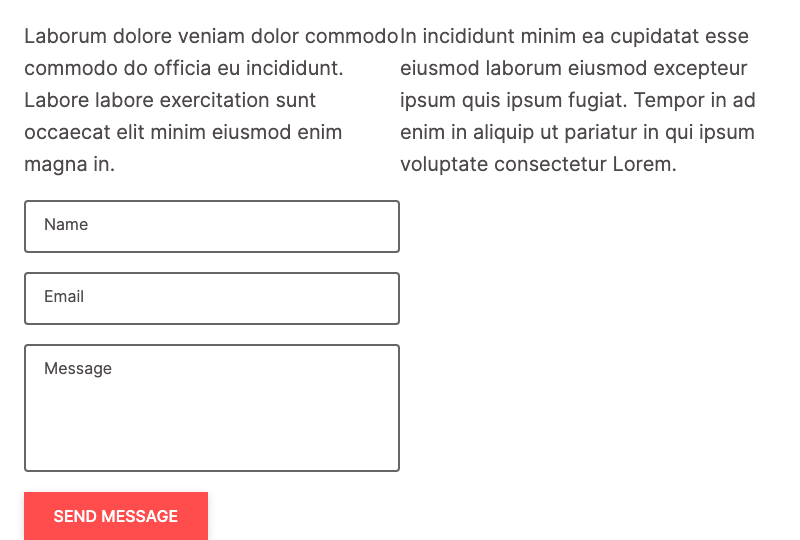 Laborum dolore veniam dolor commodo
commodo do officia eu incididunt.
Labore labore exercitation sunt
occaecat elit minim eiusmod enim
magna in.
In incididunt minim ea cupidatat esse
eiusmod laborum eiusmod excepteur
ipsum quis ipsum fugiat. Tempor in ad
enim in aliquip ut pariatur in qui ipsum
voluptate consectetur Lorem.
Name
Email
Message
SEND MESSAGE